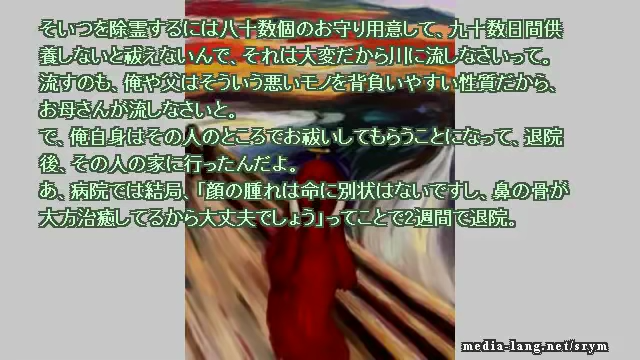 そいつを除霊するには八十数個のお守り用意して、九十数日間供
養しないと祓えないんで、それは大変だから川に流しなさいって。
流すのも、俺や父はそういう悪いモノを背負いやすい性質だから、
お母さんが流しなさいと。
で、俺自身はその人のところでお祓いしてもらうことになって、退院
後、その人の家に行ったんだよ。
あ、病院では結局、「顔の腫れは命に別状はないですし、鼻の骨が
大方治癒してるから大丈夫でしょう」ってことで2週間で退院。
media-lang.net/srym